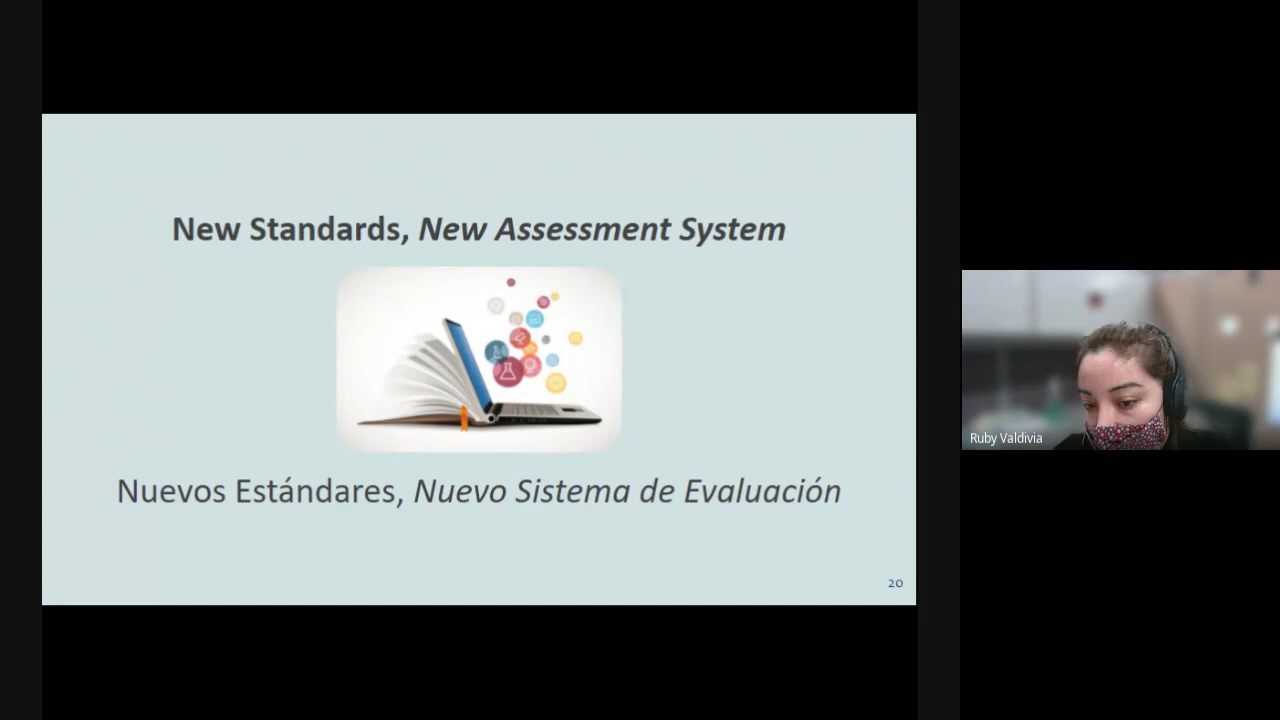 New Standards, New Assessment System
Nuevos Estándares, Nuevo Sistema de Evaluación
20
Ruby Valdivia